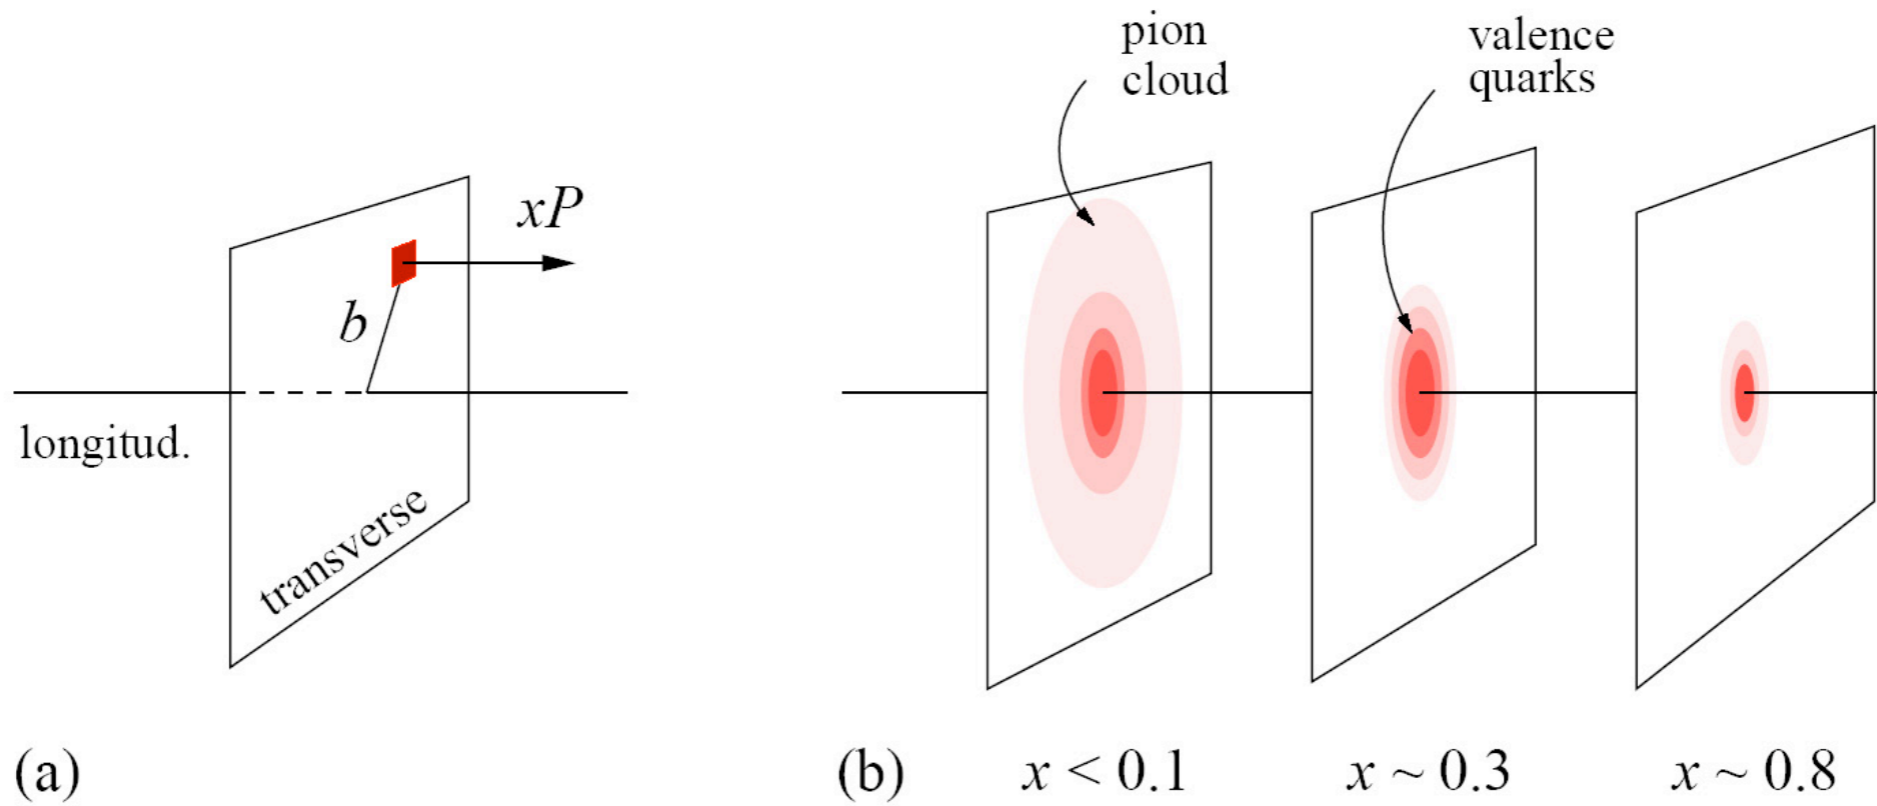 pion
cloud
valence
quarks
xP
b
longitud.
transverse
(a)
(b)
x < 0.1
x ~ 0.3
x ~ 0.8